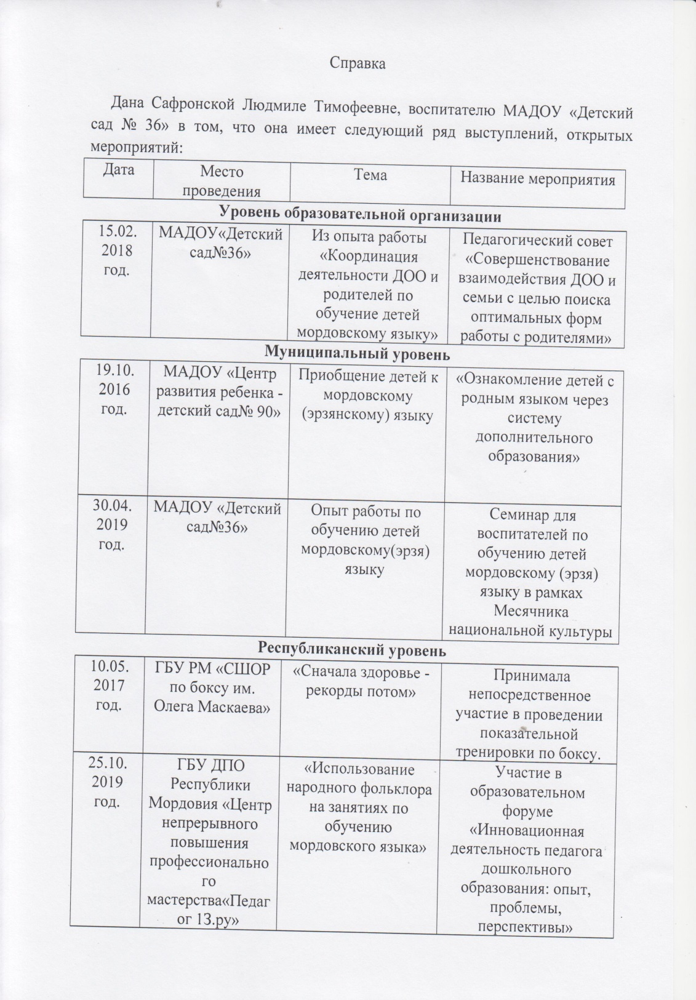 Справка
Дана Сафронской Людмиле Тимофеевне, воспитателю МАДОУ «Детский
сад № 36» в том, что она имеет следующий ряд выступлений, открытых
мероприятий:
Дата
Место
проведения
Тема
Название мероприятия
Уровень образовательной организации
15.02.
2018
год.
МАДОУ«Детский
сад№36»
Из опыта работы
«Координация
деятельности ДОО и
родителей по
обучение детей
мордовскому языку»
Педагогический совет
«Совершенствование
взаимодействия ДОО и
семьи с целью поиска
оптимальных форм
работы с родителями»
Муниципальный уровень
19.10.
2016
год.
МАДОУ «Центр
развития ребенка -
детский сад№ 90»
Приобщение детей к
мордовскому
(эрзянскому) языку
«Ознакомление детей с
родным языком через
систему
дополнительного
образования»
30.04.
2019
год.
МАДОУ «Детский
сад№36»
Опыт работы по
обучению детей
мордовскому(эрзя)
языку
Семинар для
воспитателей по
обучению детей
мордовскому (эрзя)
языку в рамках
Месячника
национальной культуры
Республиканский уровень
10.05.
2017
год.
ГБУ РМ «СШОР
по боксу им.
Олега Маскаева»
«Сначала здоровье -
рекорды потом»
Принимала
непосредственное
участие в проведении
показательной
тренировки по боксу.
25.10.
2019
год.
ГБУ ДПО
Республики
Мордовия «Центр
непрерывного
повышения
профессионально
го
мастерства«Педаг
ог 13.ру»
«Использование
народного фольклора
на занятиях по
обучению
мордовского языка»
Участие в
образовательном
форуме
«Инновационная
деятельность педагога
дошкольного
образования: опыт,
проблемы,
перспективы»